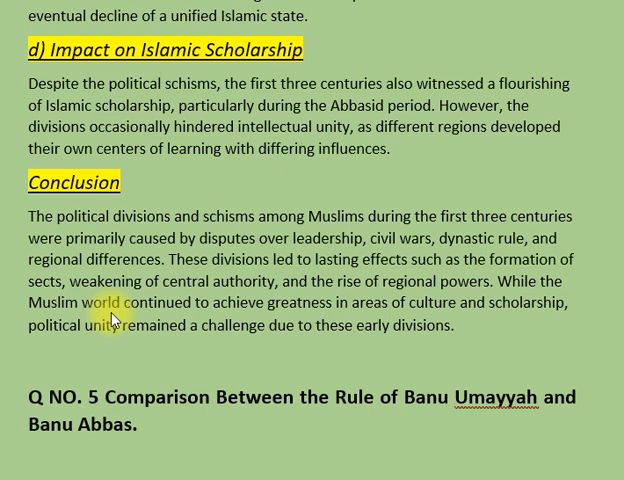 eventual decline of a unified Islamic state.
d) Impact on Islamic Scholarship
Despite the political schisms, the first three centuries also witnessed a flourishing
of Islamic scholarship, particularly during the Abbasid period. However, the
divisions occasionally hindered intellectual unity, as different regions developed
their own centers of learning with differing influences.
Conclusion
The political divisions and schisms among Muslims during the first three centuries
were primarily caused by disputes over leadership, civil wars, dynastic rule, and
regional differences. These divisions led to lasting effects such as the formation of
sects, weakening of central authority, and the rise of regional powers. While the
Muslim world continued to achieve greatness in areas of culture and scholarship,
political unity remained a challenge due to these early divisions.
Q NO. 5 Comparison Between the Rule of Banu Umayyah and
Banu Abbas.